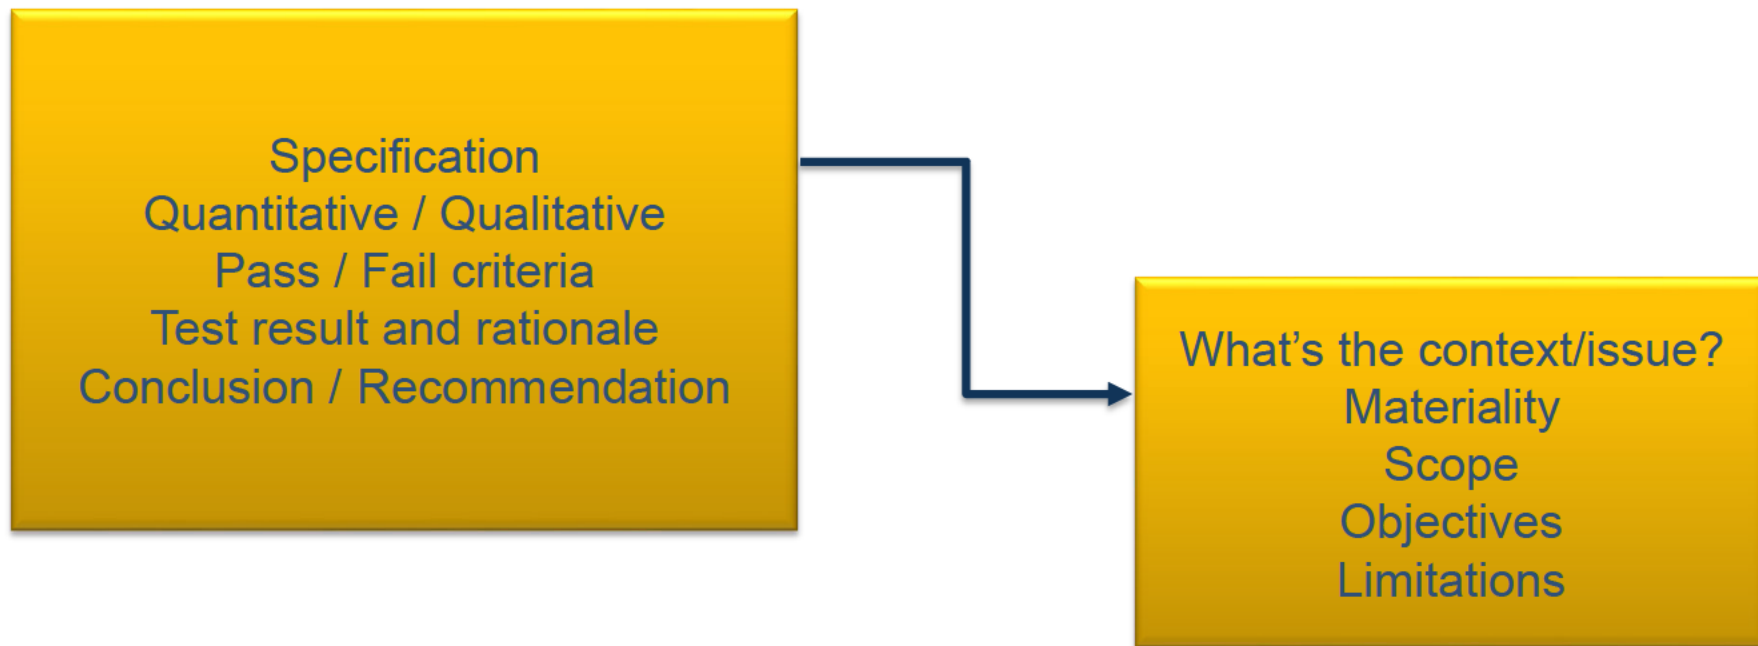 Specification
Quantitative / Qualitative
Pass / Fail criteria
Test result and rationale
Conclusion / Recommendation
What’s the context/issue?
Materiality
Scope
Objectives
Limitations